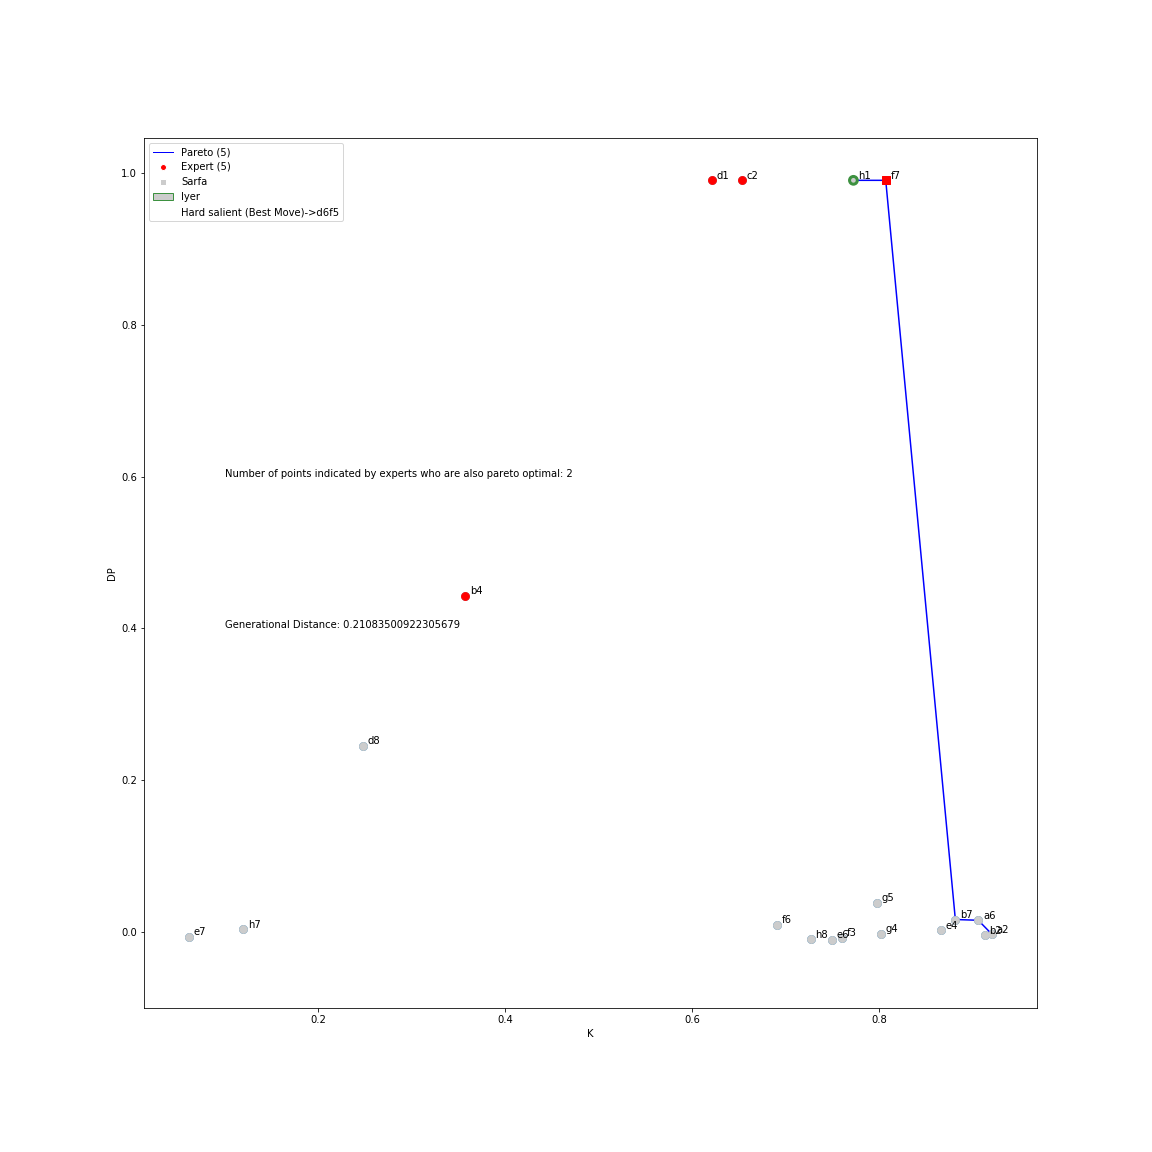 Pareto (5)
Expert (5)
Sarfa
Iyer
Hard salient (Best Move)->d6f5
1.0
0.8
0.6
0.4
0.2
0.0
DP
d1
c2
h1
f7
Number of points indicated by experts who are also pareto optimal: 2
b4
Generational Distance: 0.21083500922305679
d8
g5
e7
h7
f6
h8
e6
f3
g4
e4
b7
a6
b2
a2
0.2
0.4
0.6
0.8
K